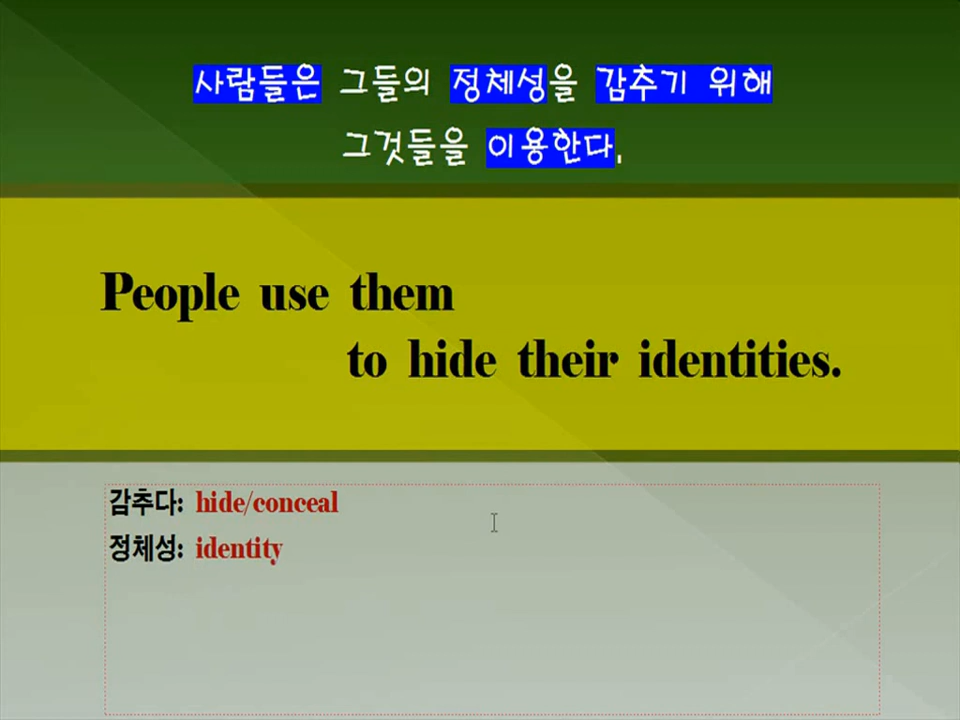 사람들은 그들의 정체성을 감추기 위해
그것들을 이용한다.
People use them
to hide their identities.
감추다: hide/conceal
정체성: identity